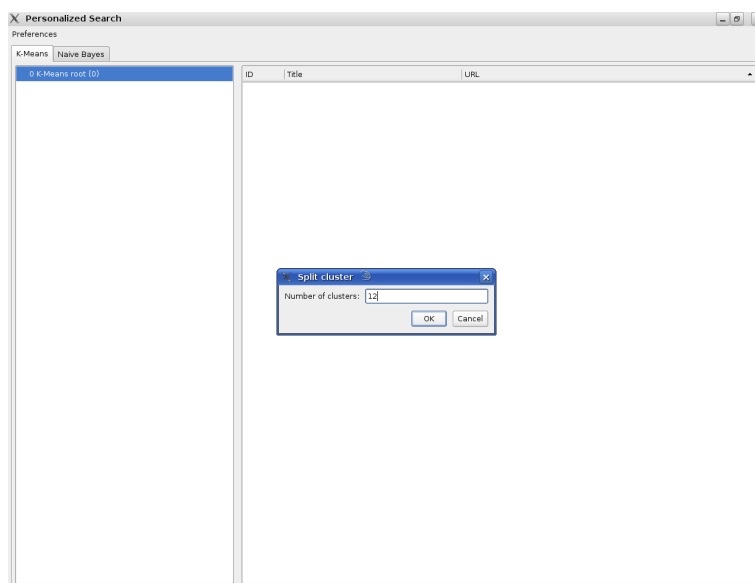 Personalized Search
Preferences
K-Means Naive Bayes
0 K-Means root (0)
ID Title URL
Split cluster
Number of clusters: 12
OK Cancel